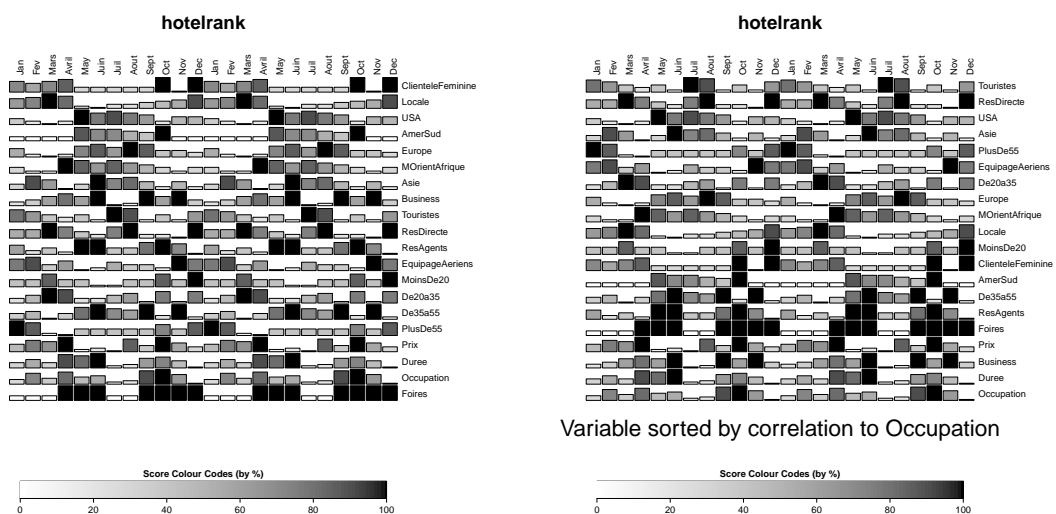 hotelrank
Jan Fev Mars Avril May Juin Juil Aout Sept Oct Nov Dec Jan Fev Mars Avril May Juin Juil Aout Sept Oct Nov Dec
ClienteleFeminine
Locale
USA
AmerSud
Europe
MOrientAfrique
Asie
Business
Touristes
ResDirecte
ResAgents
EquipageAeriens
MoinsDe20
De20a35
De35a55
PlusDe55
Prix
Duree
Occupation
Foires
Score Colour Codes (by %)
0 20 40 60 80 100
hotelrank
Jan Fev Mars Avril May Juin Juil Aout Sept Oct Nov Dec Jan Fev Mars Avril May Juin Juil Aout Sept Oct Nov Dec
Touristes
ResDirecte
USA
Asie
PlusDe55
EquipageAeriens
De20a35
Europe
MOrientAfrique
Locale
MoinsDe20
ClienteleFeminine
AmerSud
De35a55
ResAgents
Foires
Prix
Business
Duree
Occupation
Variable sorted by correlation to Occupation
Score Colour Codes (by %)
0 20 40 60 80 100